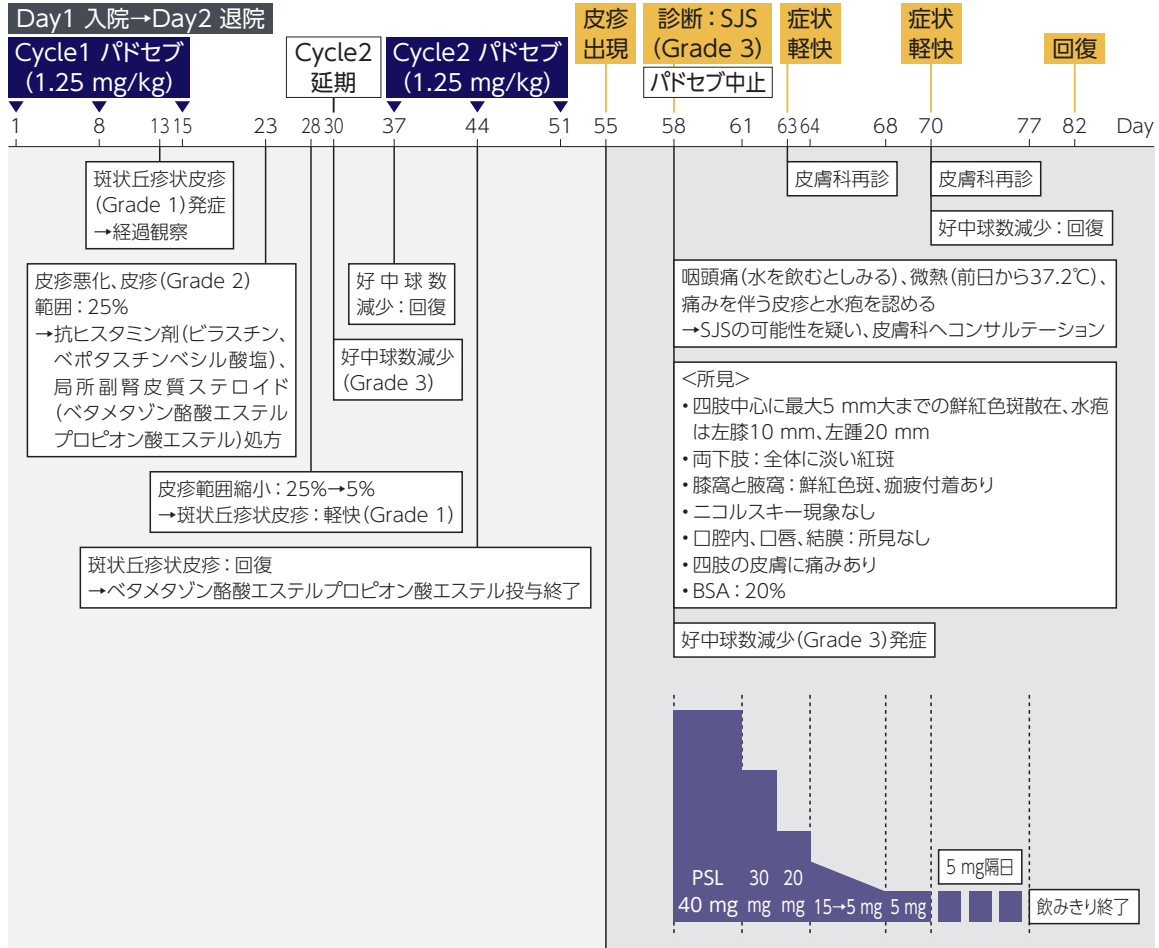 Day1 入院→Day2 退院
Cycle1 パドセブ
(1.25 mg/kg)
Cycle2
延期
Cycle2 パドセブ
(1.25 mg/kg)
皮疹
出現
診断：SJS
(Grade 3)
パドセブ中止
症状
軽快
症状
軽快
回復
1 8 13 15 23 28 30 37 44 51 55 58 61 63 64 68 70 77 82 Day
斑状丘疹状皮疹
(Grade 1)発症
→経過観察
皮疹悪化、皮疹(Grade 2)
範囲：25%
→抗ヒスタミン剤(ビラスチン、
ベポタスチンベシル酸塩)、
局所副腎皮質ステロイド
(ベタメタゾン酪酸エステル
プロピオン酸エステル)処方
皮疹範囲縮小：25%→5%
→斑状丘疹状皮疹：軽快(Grade 1)
好中球数減少
(Grade 3)
好中球数
減少：回復
斑状丘疹状皮疹：回復
→ベタメタゾン酪酸エステルプロピオン酸エステル投与終了
皮膚科再診
皮膚科再診
好中球数減少：回復
咽頭痛(水を飲むとしみる)、微熱(前日から37.2℃)、
痛みを伴う皮疹と水疱を認める
→SJSの可能性を疑い、皮膚科へコンサルテーション
<所見>
・四肢中心に最大5 mm大までの鮮紅色斑散在、水疱
は左膝10 mm、左踵20 mm
・両下肢：全体に淡い紅斑
・膝窩と腋窩：鮮紅色斑、痂疲付着あり
・ニコルスキー現象なし
・口腔内、口唇、結膜：所見なし
・四肢の皮膚に痛みあり
・BSA：20%
好中球数減少(Grade 3)発症
PSL
40 mg
30
mg
20
mg
15→5 mg
5 mg
5 mg隔日
飲みきり終了